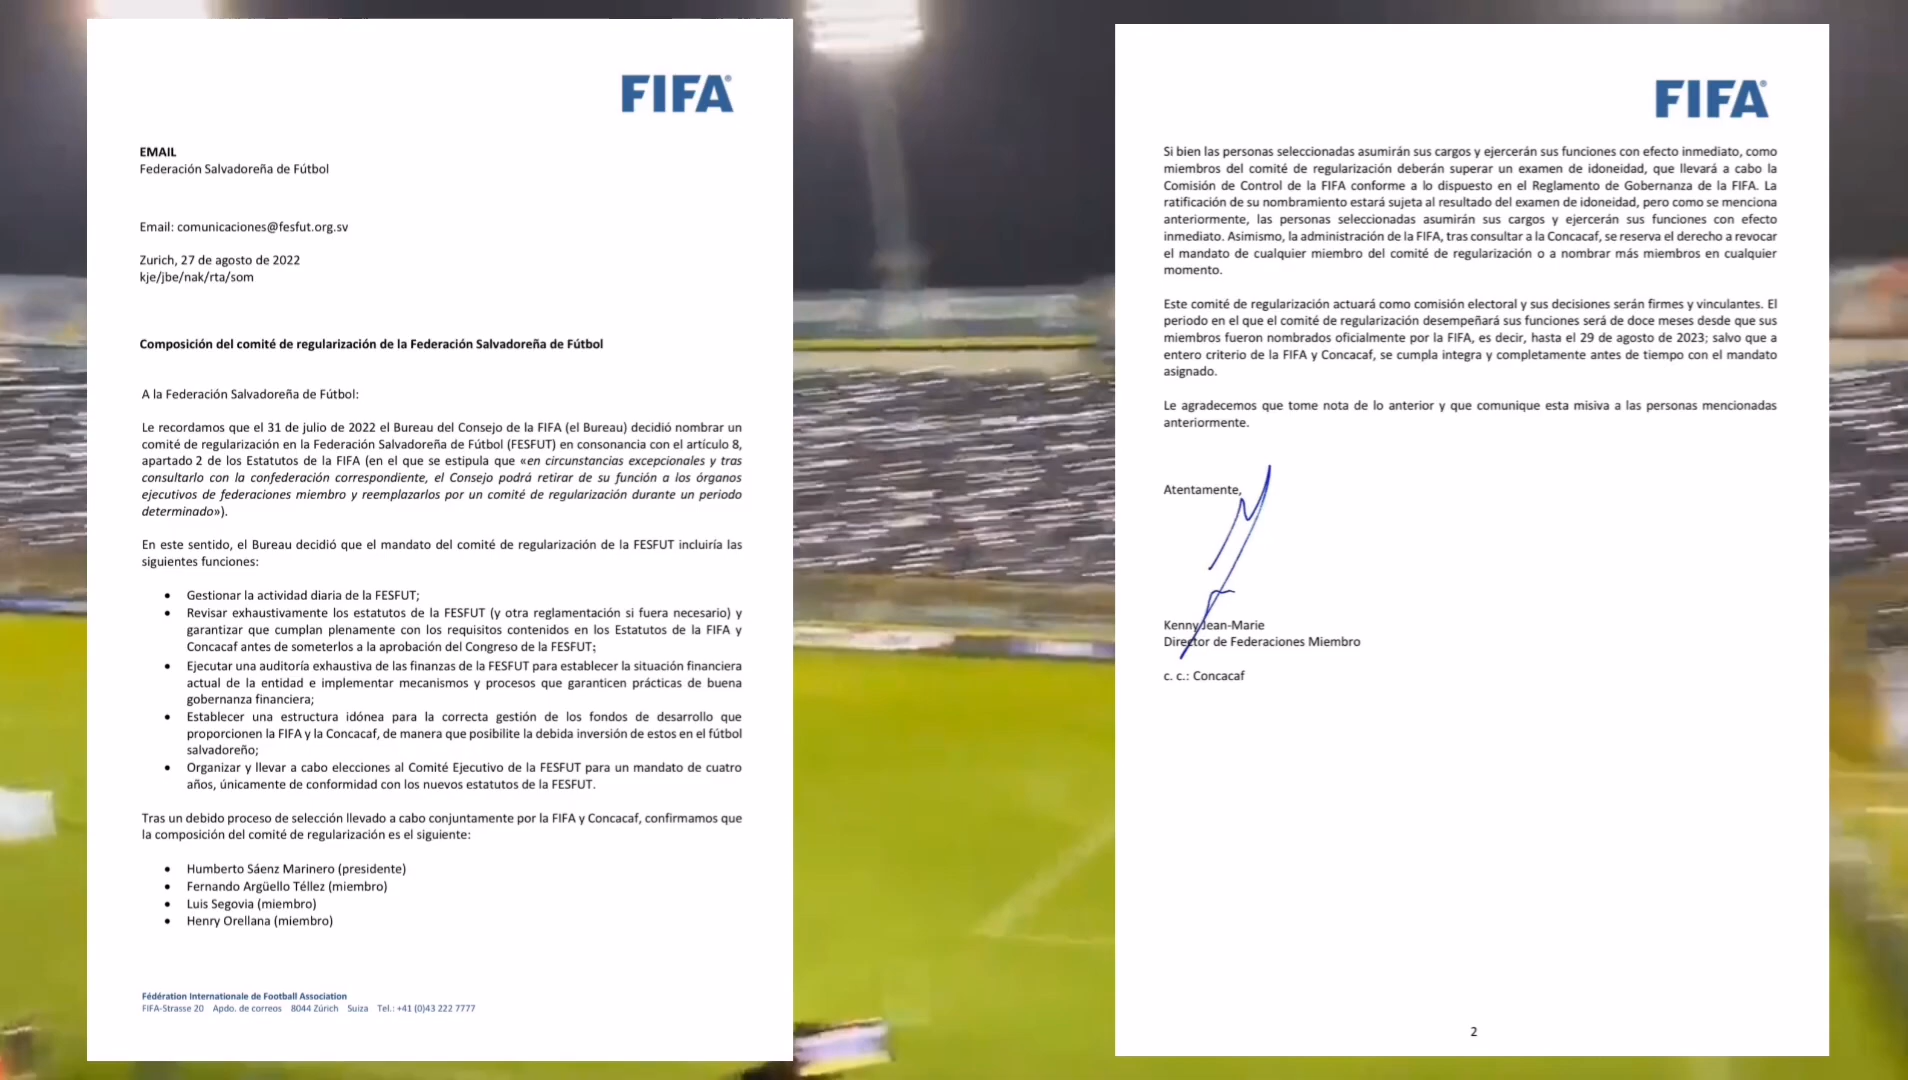 FIFA
EMAIL
Federación Salvadoreña de Fútbol
Email: comunicaciones@fesfut.org.sv
Zurich, 27 de agosto de 2022
kje/jbe/nak/rta/som
Composición del comité de regularización de la Federación Salvadoreña de Fútbol
A la Federación Salvadoreña de Fútbol:
Le recordamos que el 31 de julio de 2022 el Bureau del Consejo de la FIFA (el Bureau) decidió nombrar un
comité de regularización en la Federación Salvadoreña de Fútbol (FESFUT) en consonancia con el artículo 8,
apartado 2 de los Estatutos de la FIFA (en el que se estipula que «en circunstancias excepcionales y tras
consultarlo con la confederación correspondiente, el Consejo podrá retirar de su función a los órganos
ejecutivos de federaciones miembro y reemplazarlos por un comité de regularización durante un periodo
determinado»).
En este sentido, el Bureau decidió que el mandato del comité de regularización de la FESFUT incluiría las
siguientes funciones:
• Gestionar la actividad diaria de la FESFUT;
• Revisar exhaustivamente los estatutos de la FESFUT (y otra reglamentación si fuera necesario) y
garantizar que cumplan plenamente con los requisitos contenidos en los Estatutos de la FIFA y
Concacaf antes de someterlos a la aprobación del Congreso de la FESFUT;
• Ejecutar una auditoría exhaustiva de las finanzas de la FESFUT para establecer la situación financiera
actual de la entidad e implementar mecanismos y procesos que garanticen prácticas de buena
gobernanza financiera;
• Establecer una estructura idónea para la correcta gestión de los fondos de desarrollo que
proporcionen la FIFA y la Concacaf, de manera que posibilite la debida inversión de estos en el fútbol
salvadoreño;
• Organizar y llevar a cabo elecciones al Comité Ejecutivo de la FESFUT para un mandato de cuatro
años, únicamente de conformidad con los nuevos estatutos de la FESFUT.
Tras un debido proceso de selección llevado a cabo conjuntamente por la FIFA y Concacaf, confirmamos que
la composición del comité de regularización es el siguiente:
• Humberto Sáenz Marinero (presidente)
• Fernando Argüello Téllez (miembro)
• Luis Segovia (miembro)
• Henry Orellana (miembro)
Fédération Internationale de Football Association
FIFA-Strasse 20 Apdo. de correos 8044 Zúrich Suiza Tel.: +41 (0)43 222 7777
FIFA
Si bien las personas seleccionadas asumirán sus cargos y ejercerán sus funciones con efecto inmediato, como
miembros del comité de regularización deberán superar un examen de idoneidad, que llevará a cabo la
Comisión de Control de la FIFA conforme a lo dispuesto en el Reglamento de Gobernanza de la FIFA. La
ratificación de su nombramiento estará sujeta al resultado del examen de idoneidad, pero como se menciona
anteriormente, las personas seleccionadas asumirán sus cargos y ejercerán sus funciones con efecto
inmediato. Asimismo, la administración de la FIFA, tras consultar a la Concacaf, se reserva el derecho a revocar
el mandato de cualquier miembro del comité de regularización o a nombrar más miembros en cualquier
momento.
Este comité de regularización actuará como comisión electoral y sus decisiones serán firmes y vinculantes. El
periodo en el que el comité de regularización desempeñará sus funciones será de doce meses desde que sus
miembros fueron nombrados oficialmente por la FIFA, es decir, hasta el 29 de agosto de 2023; salvo que a
entero criterio de la FIFA y Concacaf, se cumpla integra y completamente antes de tiempo con el mandato
asignado.
Le agradecemos que tome nota de lo anterior y que comunique esta misiva a las personas mencionadas
anteriormente.
Atentamente,
Kenny Jean-Marie
Director de Federaciones Miembro
c. c.: Concacaf
2